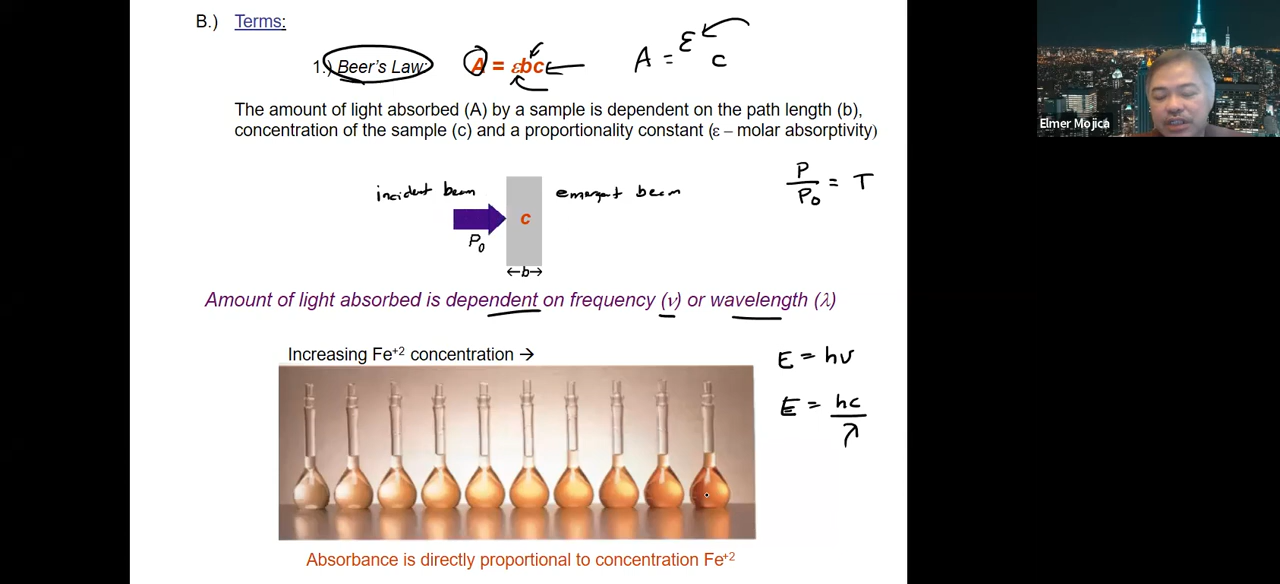 B.) Terms:
1.) Beer's Law: A = εbc A = ε c
The amount of light absorbed (A) by a sample is dependent on the path length (b),
concentration of the sample (c) and a proportionality constant (ε – molar absorptivity)
Elmer Mojica
P/P₀ = T
incident beam emergent beam
c
P₀
←b→
Amount of light absorbed is dependent on frequency (ν) or wavelength (λ)
Increasing Fe⁺² concentration →
E = hν
E = hc/λ
Absorbance is directly proportional to concentration Fe⁺²